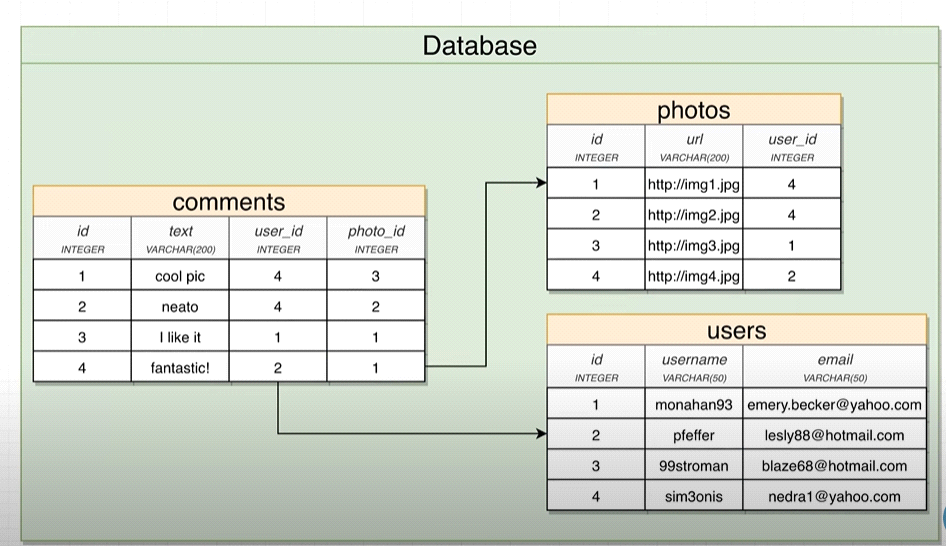 Database
photos
id url user_id
INTEGER VARCHAR(200) INTEGER
1 http://img1.jpg 4
2 http://img2.jpg 4
3 http://img3.jpg 1
4 http://img4.jpg 2
comments
id text user_id photo_id
INTEGER VARCHAR(200) INTEGER INTEGER
1 cool pic 4 3
2 neato 4 2
3 I like it 1 1
4 fantastic! 2 1
users
id username email
INTEGER VARCHAR(50) VARCHAR(50)
1 monahan93 emery.becker@yahoo.com
2 pfeffer lesly88@hotmail.com
3 99stroman blaze68@hotmail.com
4 sim3onis nedra1@yahoo.com